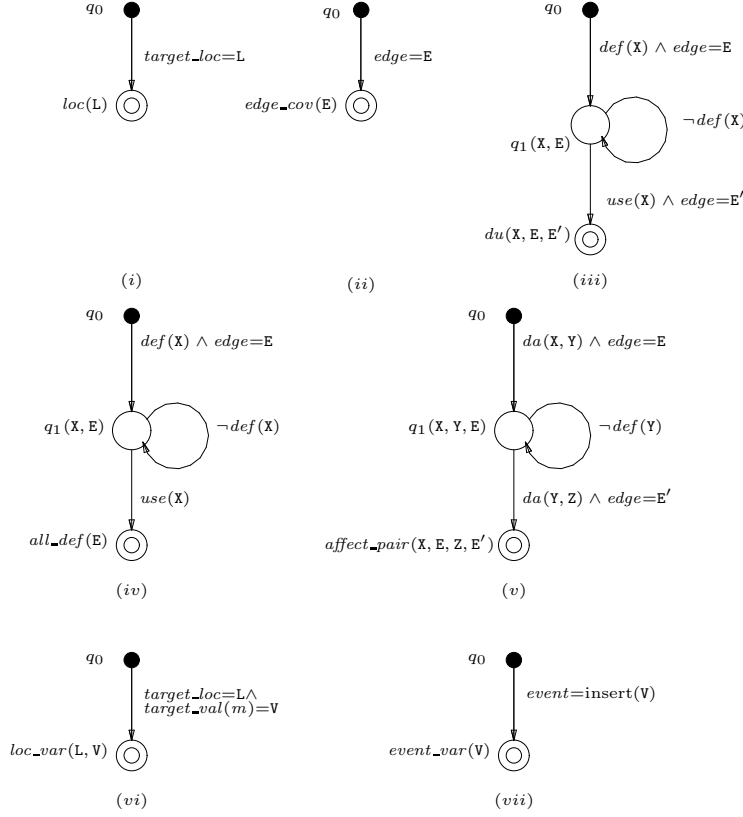 q0 q0 q0
target_loc=L edge=E def(X) ∧ edge=E
loc(L) edge_cov(E) ¬def(X)
q1(X, E)
use(X) ∧ edge=E′
du(X, E, E′)
(i) (ii) (iii)
q0 q0
def(X) ∧ edge=E da(X, Y) ∧ edge=E
q1(X, E) ¬def(X) q1(X, Y, E) ¬def(Y)
use(X) da(Y, Z) ∧ edge=E′
all_def(E) affect_pair(X, E, Z, E′)
(iv) (v)
q0 q0
target_loc=L∧ event=insert(V)
target_val(m)=V
loc_var(L, V) event_var(V)
(vi) (vii)